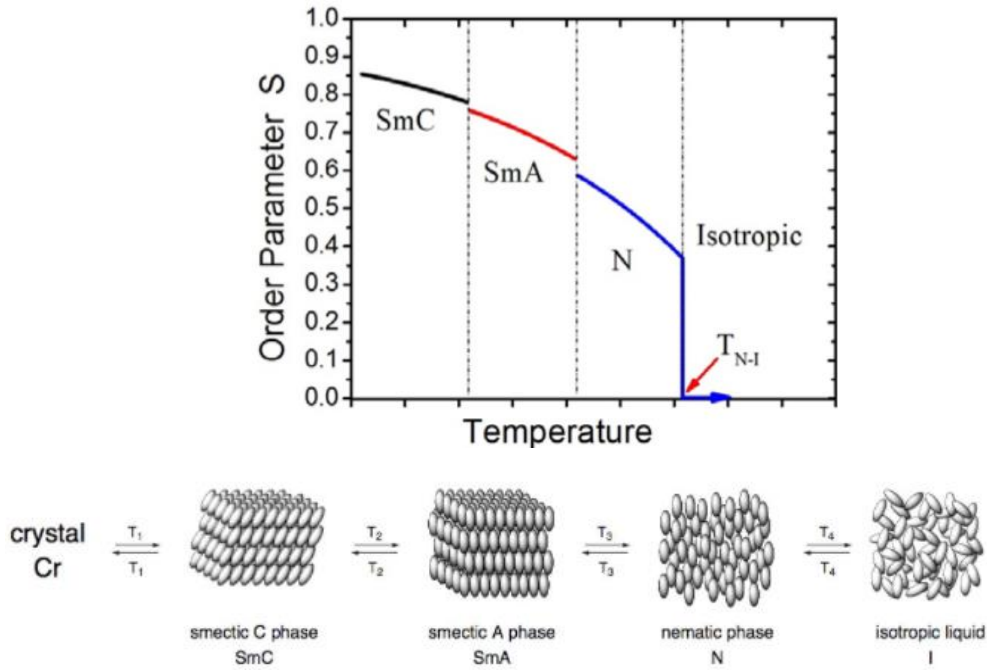 Order Parameter S
1.0
0.9
0.8
0.7
0.6
0.5
0.4
0.3
0.2
0.1
0.0
SmC
SmA
N
Isotropic
T N-I
Temperature
crystal
Cr
T1
T1
T2
T2
T3
T3
T4
T4
smectic C phase
SmC
smectic A phase
SmA
nematic phase
N
isotropic liquid
I